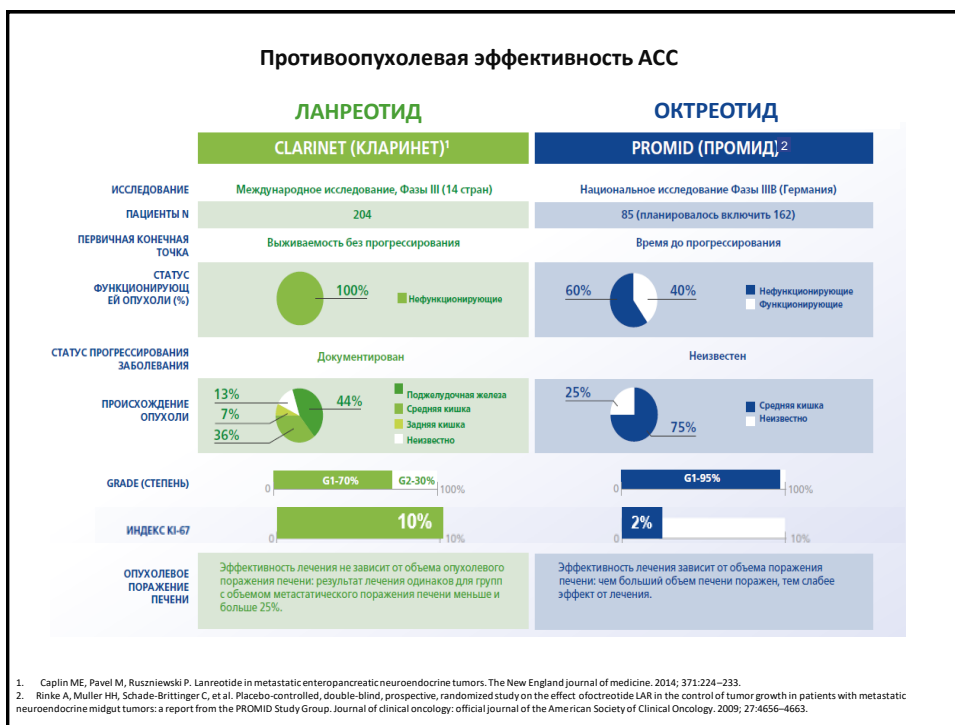 Противоопухолевая эффективность АСС
ЛАНРЕОТИД
ОКТРЕОТИД
CLARINET (КЛАРИНЕТ)1
PROMID (ПРОМИД)2
ИССЛЕДОВАНИЕ
Международное исследование, Фазы III (14 стран)
Национальное исследование Фазы IIIB (Германия)
ПАЦИЕНТЫ N
204
85 (планировалось включить 162)
ПЕРВИЧНАЯ КОНЕЧНАЯ
ТОЧКА
Выживаемость без прогрессирования
Время до прогрессирования
СТАТУС
ФУНКЦИОНИРУЮЩ
ЕЙ ОПУХОЛИ (%)
100%
Нефункционирующие
60%
40%
Нефункционирующие
Функционирующие
СТАТУС ПРОГРЕССИРОВАНИЯ
ЗАБОЛЕВАНИЯ
Документирован
Неизвестен
ПРОИСХОЖДЕНИЕ
ОПУХОЛИ
13%
7%
36%
44%
Поджелудочная железа
Средняя кишка
Задняя кишка
Неизвестно
25%
75%
Средняя кишка
Неизвестно
GRADE (СТЕПЕНЬ)
0
G1-70%
G2-30%
100%
0
G1-95%
100%
ИНДЕКС KI-67
0
10%
10%
0
2%
10%
ОПУХОЛЕВОЕ
ПОРАЖЕНИЕ
ПЕЧЕНИ
Эффективность лечения не зависит от объема опухолевого
поражения печени: результат лечения одинаков для групп
с объемом метастатического поражения печени меньше и
больше 25%.
Эффективность лечения зависит от объема поражения
печени: чем больший объем печени поражен, тем слабее
эффект от лечения.
1. Caplin ME, Pavel M, Ruszniewski P. Lanreotide in metastatic enteropancreatic neuroendocrine tumors. The New England journal of medicine. 2014; 371:224–233.
2. Rinke A, Muller HH, Schade-Brittinger C, et al. Placebo-controlled, double-blind, prospective, randomized study on the effect ofoctreotide LAR in the control of tumor growth in patients with metastatic
neuroendocrine midgut tumors: a report from the PROMID Study Group. Journal of clinical oncology: official journal of the American Society of Clinical Oncology. 2009; 27:4656–4663.